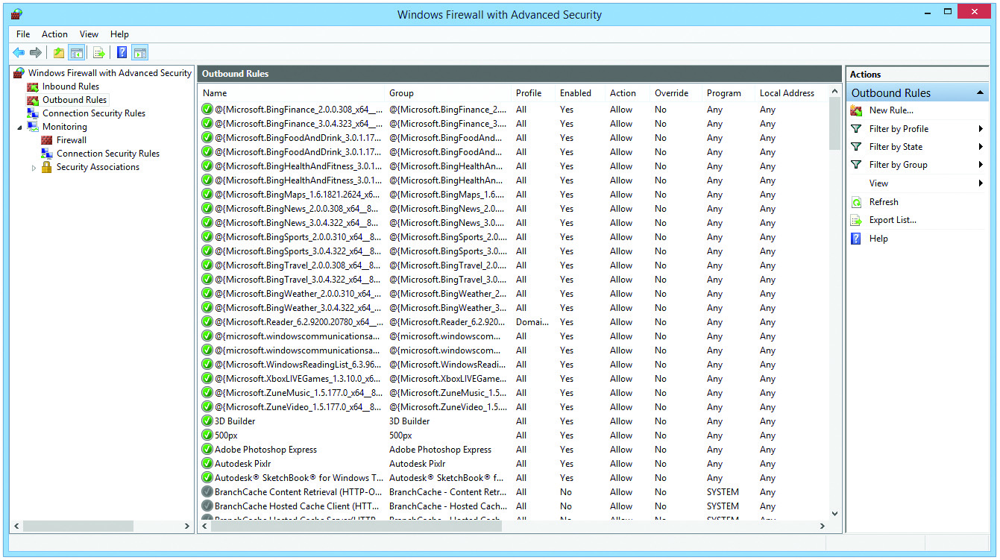 Windows Firewall with Advanced Security
File Action View Help
Windows Firewall with Advanced Security
Inbound Rules
Outbound Rules
Connection Security Rules
Monitoring
Firewall
Connection Security Rules
Security Associations
Outbound Rules
Name Group Profile Enabled Action Override Program Local Address
@{Microsoft.BingFinance_2.0.0.308_x64__... @{Microsoft.BingFinance_2.... All Yes Allow No Any Any
@{Microsoft.BingFinance_3.0.4.323_x64__... @{Microsoft.BingFinance_3.... All Yes Allow No Any Any
@{Microsoft.BingFoodAndDrink_3.0.1.17... @{Microsoft.BingFoodAnd... All Yes Allow No Any Any
@{Microsoft.BingFoodAndDrink_3.0.1.17... @{Microsoft.BingFoodAnd... All Yes Allow No Any Any
@{Microsoft.BingHealthAndFitness_3.0.1... @{Microsoft.BingHealthAn... All Yes Allow No Any Any
@{Microsoft.BingHealthAndFitness_3.0.1... @{Microsoft.BingHealthAn... All Yes Allow No Any Any
@{Microsoft.BingMaps_1.6.1821.2624_x6... @{Microsoft.BingMaps_1.6.... All Yes Allow No Any Any
@{Microsoft.BingNews_2.0.0.308_x64__8... @{Microsoft.BingNews_2.0.... All Yes Allow No Any Any
@{Microsoft.BingNews_3.0.4.322_x64__8... @{Microsoft.BingNews_3.0.... All Yes Allow No Any Any
@{Microsoft.BingSports_2.0.0.310_x64__8... @{Microsoft.BingSports_2.0.... All Yes Allow No Any Any
@{Microsoft.BingSports_3.0.4.322_x64__8... @{Microsoft.BingSports_3.0.... All Yes Allow No Any Any
@{Microsoft.BingTravel_2.0.0.308_x64__8... @{Microsoft.BingTravel_2.0.... All Yes Allow No Any Any
@{Microsoft.BingTravel_3.0.4.322_x64__8... @{Microsoft.BingTravel_3.0.... All Yes Allow No Any Any
@{Microsoft.BingWeather_2.0.0.310_x64_... @{Microsoft.BingWeather_2... All Yes Allow No Any Any
@{Microsoft.BingWeather_3.0.4.322_x64_... @{Microsoft.BingWeather_3... All Yes Allow No Any Any
@{Microsoft.Reader_6.2.9200.20780_x64__... @{Microsoft.Reader_6.2.920... Domai... Yes Allow No Any Any
@{microsoft.windowscommunicationsa... @{microsoft.windowscom... All Yes Allow No Any Any
@{microsoft.windowscommunicationsa... @{microsoft.windowscom... All Yes Allow No Any Any
@{Microsoft.WindowsReadingList_6.3.96... @{Microsoft.WindowsReadi... All Yes Allow No Any Any
@{Microsoft.XboxLIVEGames_1.3.10.0_x6... @{Microsoft.XboxLIVEGame... All Yes Allow No Any Any
@{Microsoft.ZuneMusic_1.5.177.0_x64__8... @{Microsoft.ZuneMusic_1.5.... All Yes Allow No Any Any
@{Microsoft.ZuneVideo_1.5.177.0_x64__8... @{Microsoft.ZuneVideo_1.5.... All Yes Allow No Any Any
3D Builder 3D Builder All Yes Allow No Any Any
500px 500px All Yes Allow No Any Any
Adobe Photoshop Express Adobe Photoshop Express All Yes Allow No Any Any
Autodesk Pixlr Autodesk Pixlr All Yes Allow No Any Any
Autodesk® SketchBook® for Windows T... Autodesk® SketchBook® f... All Yes Allow No Any Any
BranchCache Content Retrieval (HTTP-O... BranchCache - Content Retr... All No Allow No SYSTEM Any
BranchCache Hosted Cache Client (HTT... BranchCache - Hosted Cach... All No Allow No SYSTEM Any
BranchCache Hosted Cache Server(HTTP... BranchCache - Hosted Cach... All No Allow No SYSTEM Any
Actions
Outbound Rules
New Rule...
Filter by Profile
Filter by State
Filter by Group
View
Refresh
Export List...
Help